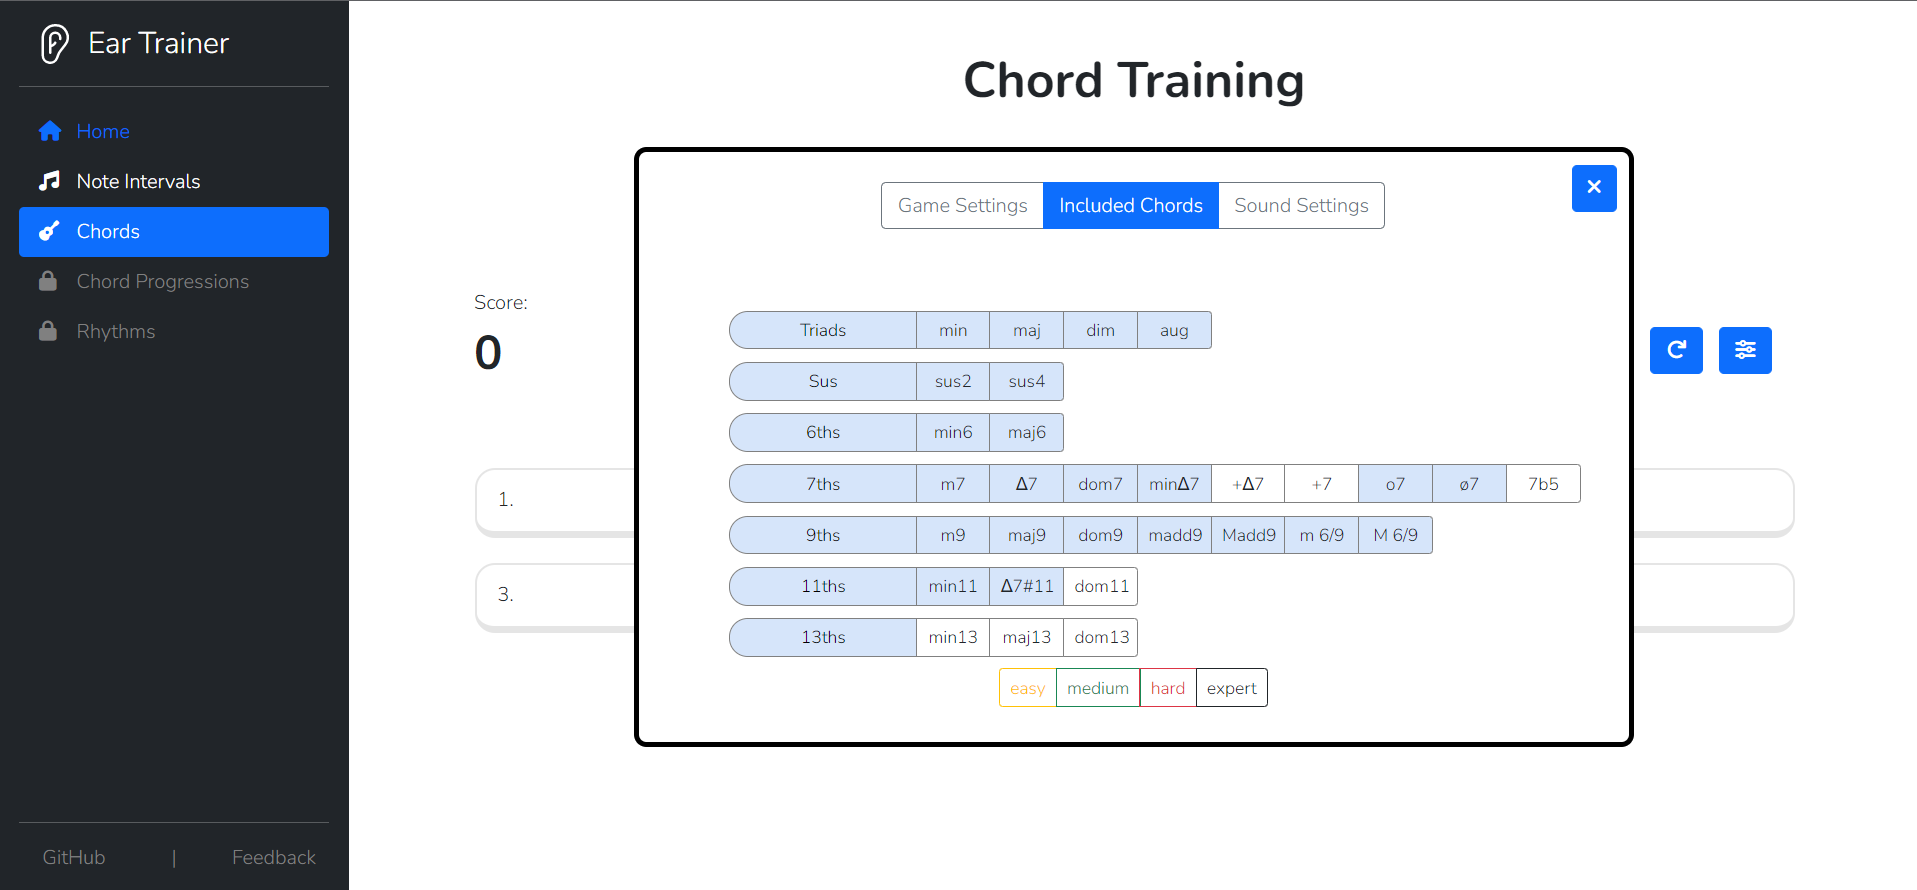 Ear Trainer
Home
Note Intervals
Chords
Chord Progressions
Rhythms
GitHub | Feedback
Chord Training
Score:
0
1.
3.
Game Settings Included Chords Sound Settings
Triads min maj dim aug
Sus sus2 sus4
6ths min6 maj6
7ths m7 Δ7 dom7 minΔ7 +Δ7 +7 o7 ø7 7b5
9ths m9 maj9 dom9 madd9 Madd9 m 6/9 M 6/9
11ths min11 Δ7#11 dom11
13ths min13 maj13 dom13
easy medium hard expert